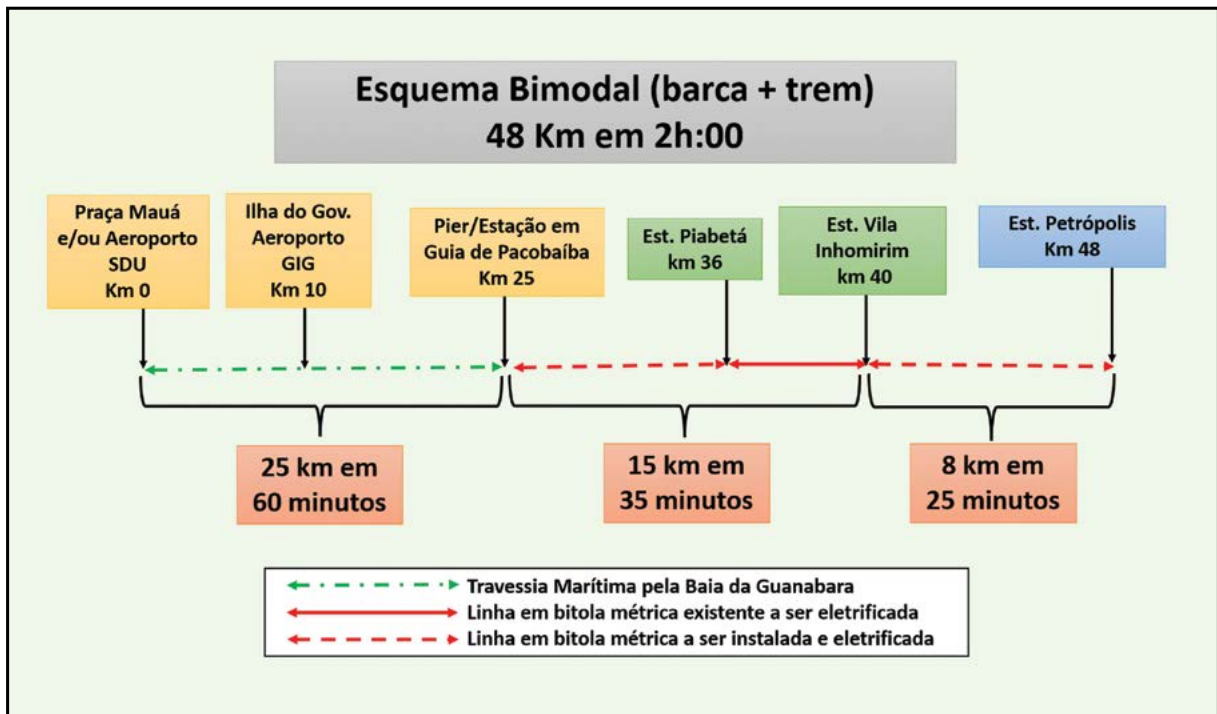 Esquema Bimodal (barca + trem)
48 Km em 2h:00
Praça Mauá
e/ou Aeroporto
SDU
Km 0
Ilha do Gov.
Aeroporto
GIG
Km 10
Pier/Estação em
Guia de Pacobaíba
Km 25
Est. Piabetá
km 36
Est. Vila
Inhomirim
km 40
Est. Petrópolis
Km 48
25 km em
60 minutos
15 km em
35 minutos
8 km em
25 minutos
Travessia Marítima pela Baia da Guanabara
Linha em bitola métrica existente a ser eletrificada
Linha em bitola métrica a ser instalada e eletrificada